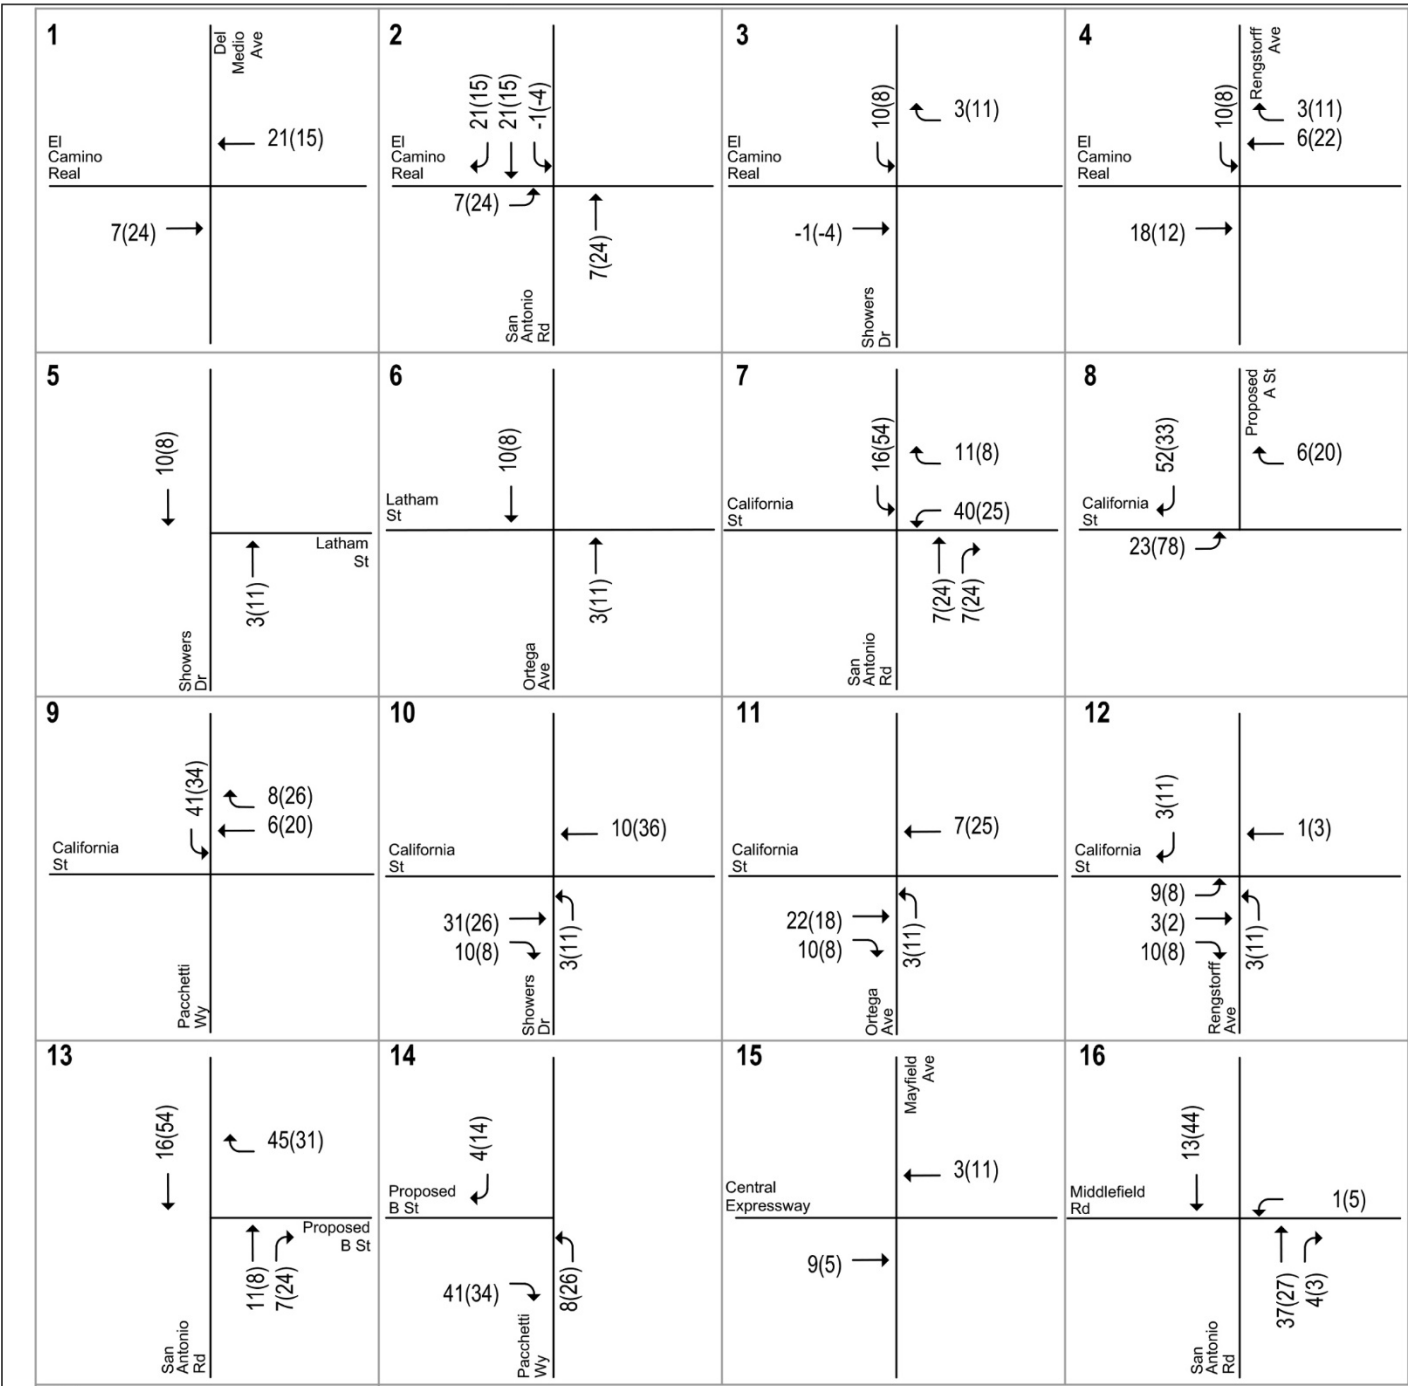 1
Del
Medio
Ave
21(15)
El
Camino
Real
7(24)
2
21(15)
21(15)
-1(-4)
El
Camino
Real
7(24)
7(24)
San
Antonio
Rd
3
10(8)
3(11)
El
Camino
Real
-1(-4)
Showers
Dr
4
Rengstorff
Ave
10(8)
3(11)
6(22)
El
Camino
Real
18(12)
5
10(8)
Latham
St
3(11)
Showers
Dr
6
10(8)
Latham
St
3(11)
Ortega
Ave
7
16(54)
11(8)
California
St
40(25)
7(24)
7(24)
San
Antonio
Rd
8
Proposed
A St
52(33)
6(20)
California
St
23(78)
9
41(34)
8(26)
6(20)
California
St
Pacchetti
Wy
10
10(36)
California
St
31(26)
10(8)
3(11)
Showers
Dr
11
7(25)
California
St
22(18)
10(8)
3(11)
Ortega
Ave
12
3(11)
1(3)
California
St
9(8)
3(2)
10(8)
3(11)
Rengstorff
Ave
13
16(54)
45(31)
Proposed
B St
11(8)
7(24)
San
Antonio
Rd
14
4(14)
Proposed
B St
41(34)
8(26)
Pacchetti
Wy
15
Mayfield
Ave
3(11)
Central
Expressway
9(5)
16
13(44)
Middlefield
Rd
1(5)
37(27)
4(3)
San
Antonio
Rd